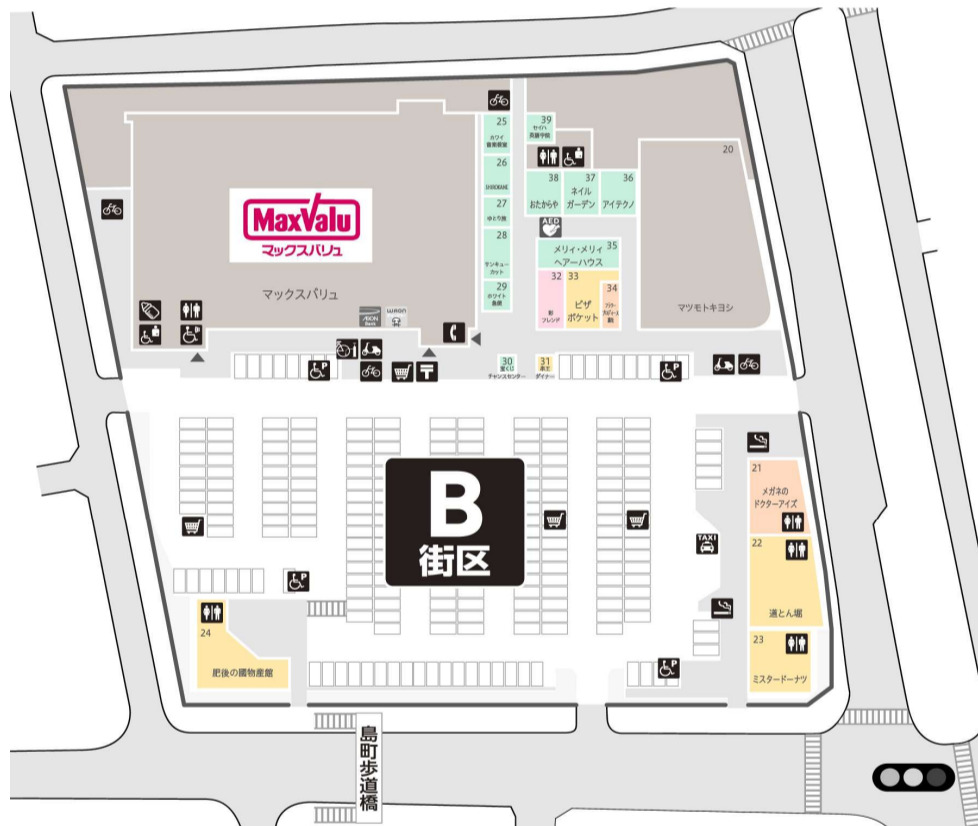 25
カワイ
音楽教室
39
セイハ
英語学院
20
26
SHIROKANE
38
おたからや
37
ネイル
ガーデン
36
アイテクノ
MaxValu
マックスバリュ
27
ゆとり庵
AED
28
サンキュー
カット
メリィ・メリィ
ヘアーハウス
35
マックスバリュ
29
ホワイト
急便
32
彩
フレンド
33
ピザ
ポケット
34
マツモトキヨシ
AEON
Bank
WAON
P
30
宝くじ
チャンスセンター
31
ダイナー
P
B
街区
21
メガネの
ドクターアイズ
TAXI
22
道とん堀
P
24
肥後の國物産館
23
ミスタードーナツ
P
島町歩道橋